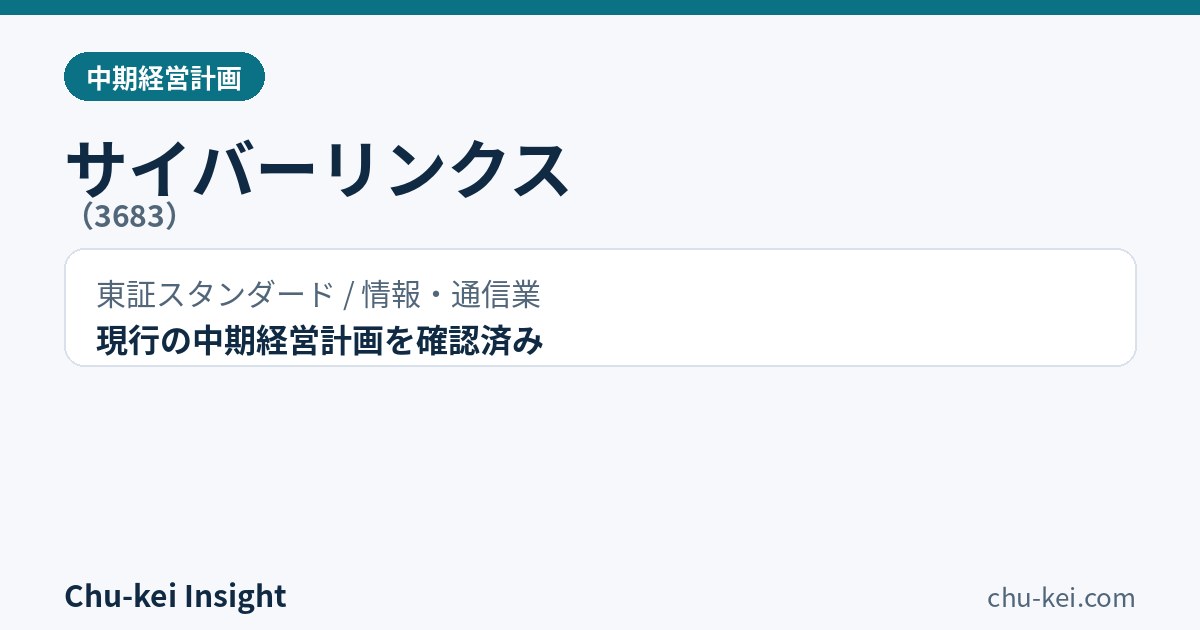 中期経営計画
サイバーリンクス
（3683）
東証スタンダード / 情報・通信業
現行の中期経営計画を確認済み
Chu-kei Insight
chu-kei.com